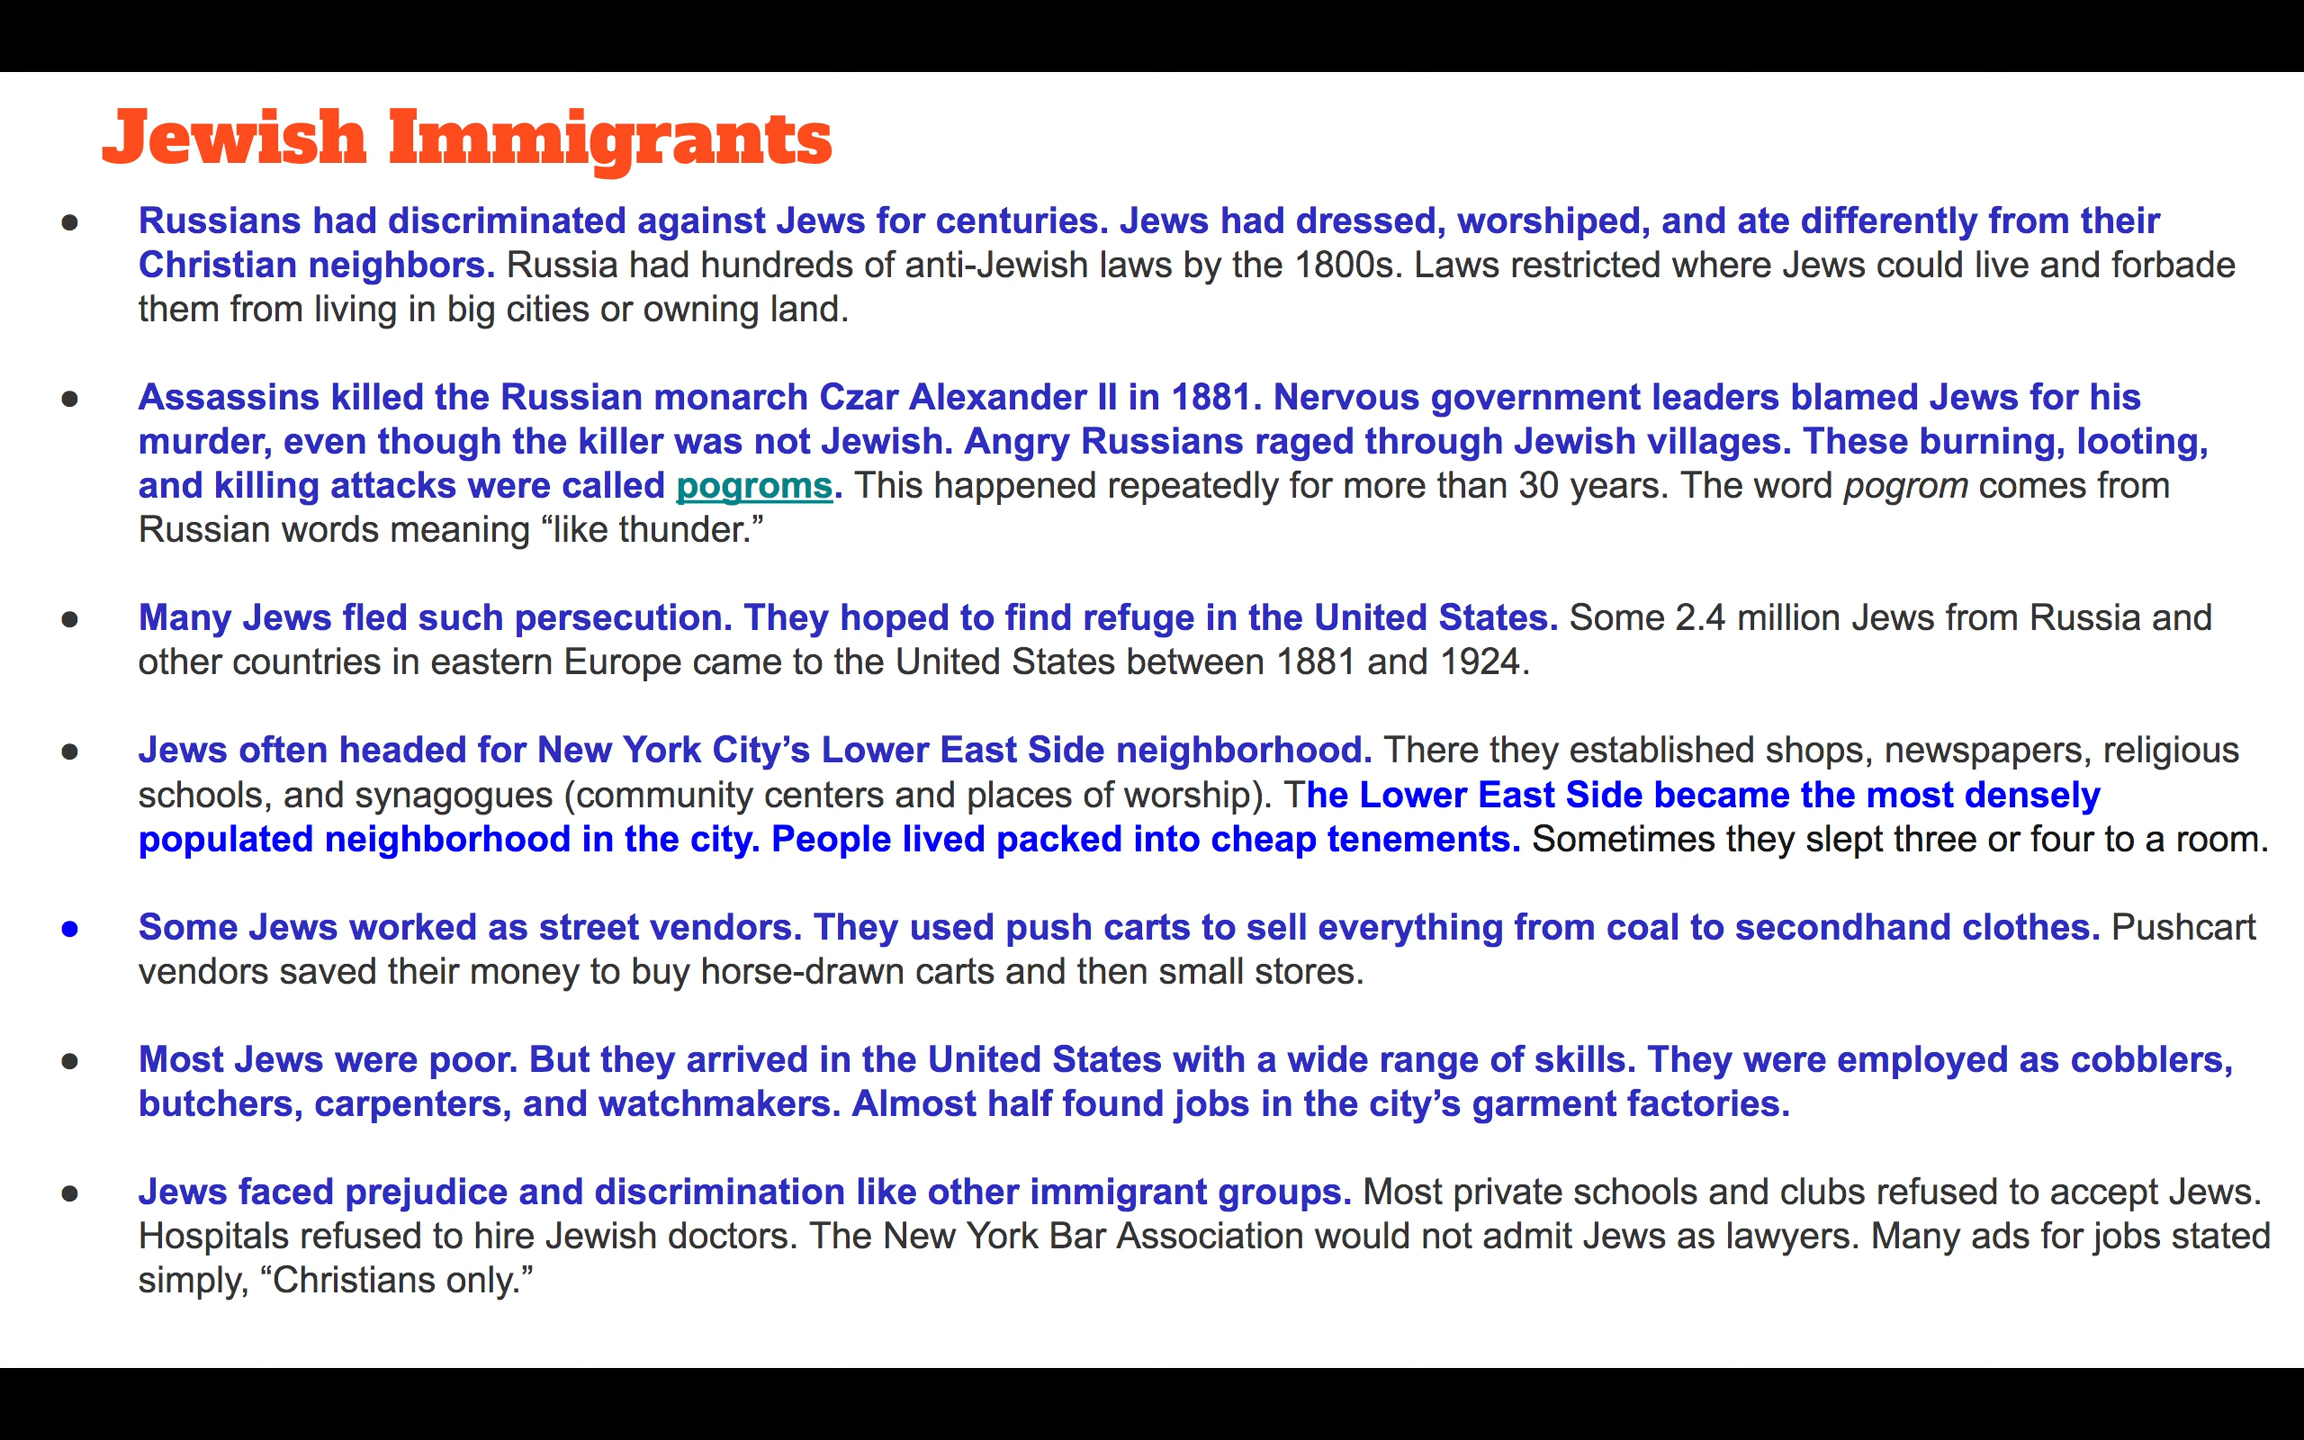 Jewish Immigrants
● Russians had discriminated against Jews for centuries. Jews had dressed, worshiped, and ate differently from their
Christian neighbors. Russia had hundreds of anti-Jewish laws by the 1800s. Laws restricted where Jews could live and forbade
them from living in big cities or owning land.
● Assassins killed the Russian monarch Czar Alexander II in 1881. Nervous government leaders blamed Jews for his
murder, even though the killer was not Jewish. Angry Russians raged through Jewish villages. These burning, looting,
and killing attacks were called pogroms. This happened repeatedly for more than 30 years. The word pogrom comes from
Russian words meaning “like thunder.”
● Many Jews fled such persecution. They hoped to find refuge in the United States. Some 2.4 million Jews from Russia and
other countries in eastern Europe came to the United States between 1881 and 1924.
● Jews often headed for New York City’s Lower East Side neighborhood. There they established shops, newspapers, religious
schools, and synagogues (community centers and places of worship). The Lower East Side became the most densely
populated neighborhood in the city. People lived packed into cheap tenements. Sometimes they slept three or four to a room.
● Some Jews worked as street vendors. They used push carts to sell everything from coal to secondhand clothes. Pushcart
vendors saved their money to buy horse-drawn carts and then small stores.
● Most Jews were poor. But they arrived in the United States with a wide range of skills. They were employed as cobblers,
butchers, carpenters, and watchmakers. Almost half found jobs in the city’s garment factories.
● Jews faced prejudice and discrimination like other immigrant groups. Most private schools and clubs refused to accept Jews.
Hospitals refused to hire Jewish doctors. The New York Bar Association would not admit Jews as lawyers. Many ads for jobs stated
simply, “Christians only.”